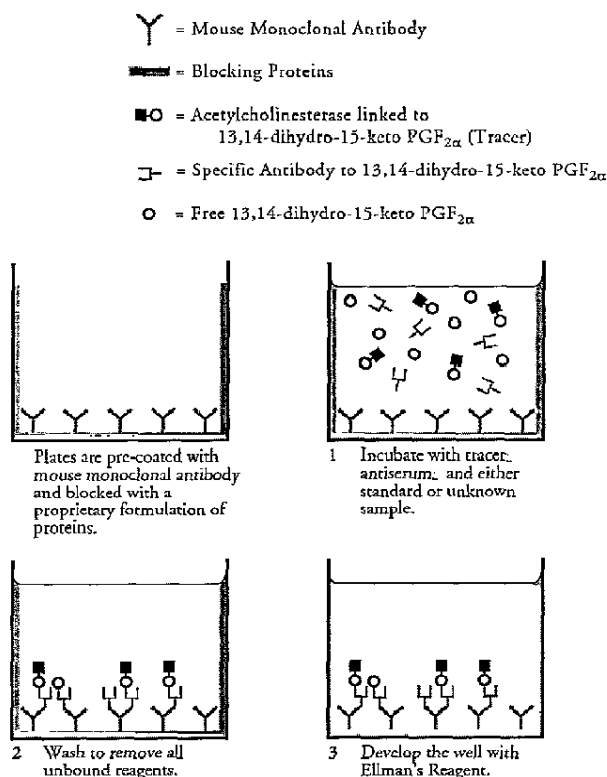 = Mouse Monoclonal Antibody
= Blocking Proteins
= Acetylcholinesterase linked to
13,14-dihydro-15-keto PGF2α (Tracer)
= Specific Antibody to 13,14-dihydro-15-keto PGF2α
= Free 13,14-dihydro-15-keto PGF2α
Plates are pre-coated with
mouse monoclonal antibody
and blocked with a
proprietary formulation of
proteins.
1 Incubate with tracer,
antiserum, and either
standard or unknown
sample.
2 Wash to remove all
unbound reagents.
3 Develop the well with
Ellman's Reagent.